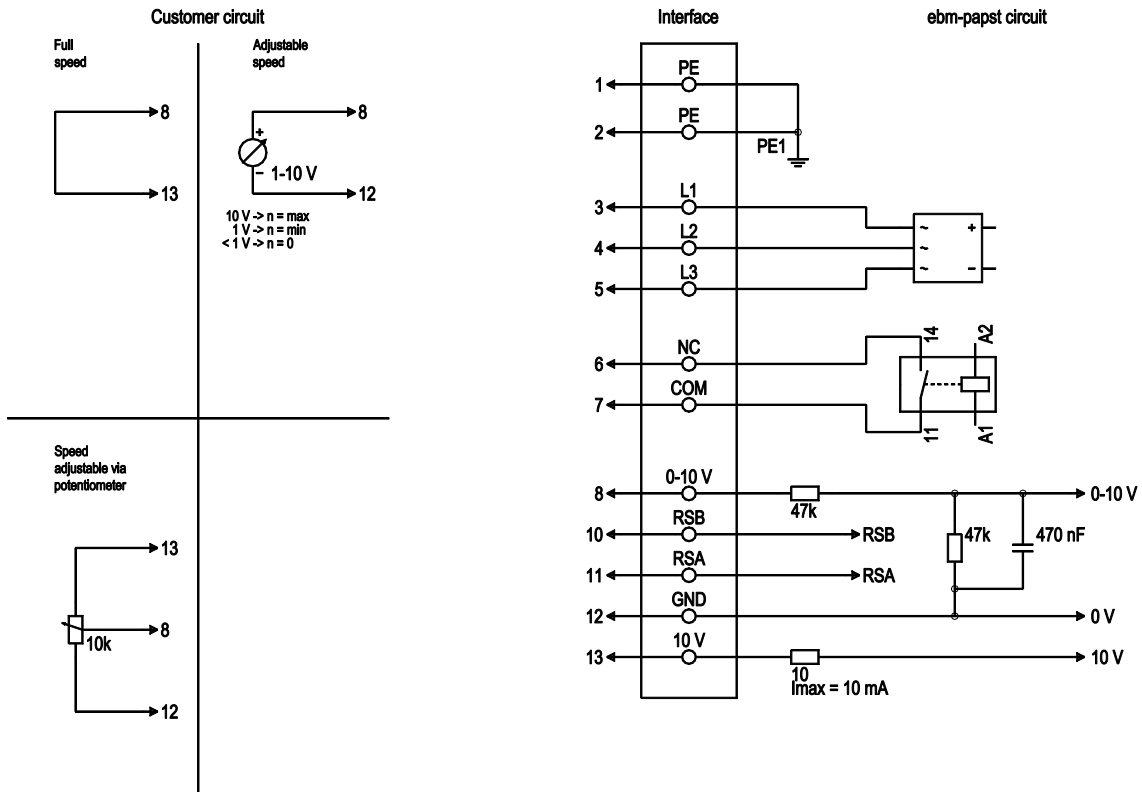 Customer circuit
Interface
ebm-papst circuit
Full
speed
8
13
Adjustable
speed
8
+
−
1-10 V
12
10 V -> n = max
1 V -> n = min
< 1 V -> n = 0
Speed
adjustable via
potentiometer
13
10k
8
12
1
PE
2
PE
PE1
3
L1
4
L2
5
L3
~
~
~
+
−
6
NC
7
COM
14
A2
11
A1
8
0-10 V
47k
0-10 V
10
RSB
RSB
47k
470 nF
11
RSA
RSA
12
GND
0 V
13
10 V
10
Imax = 10 mA
10 V